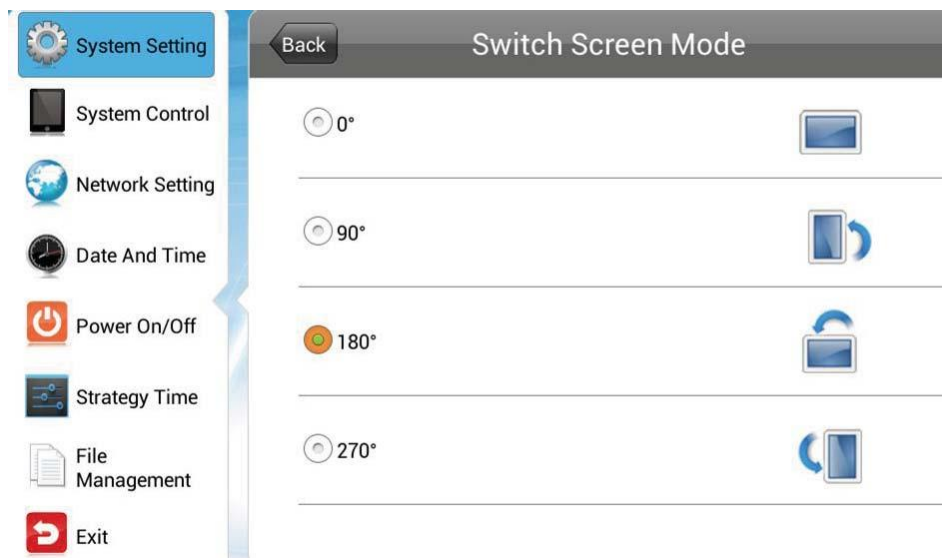 System Setting
System Control
Network Setting
Date And Time
Power On/Off
Strategy Time
File
Management
Exit
Back
Switch Screen Mode
0°
90°
180°
270°